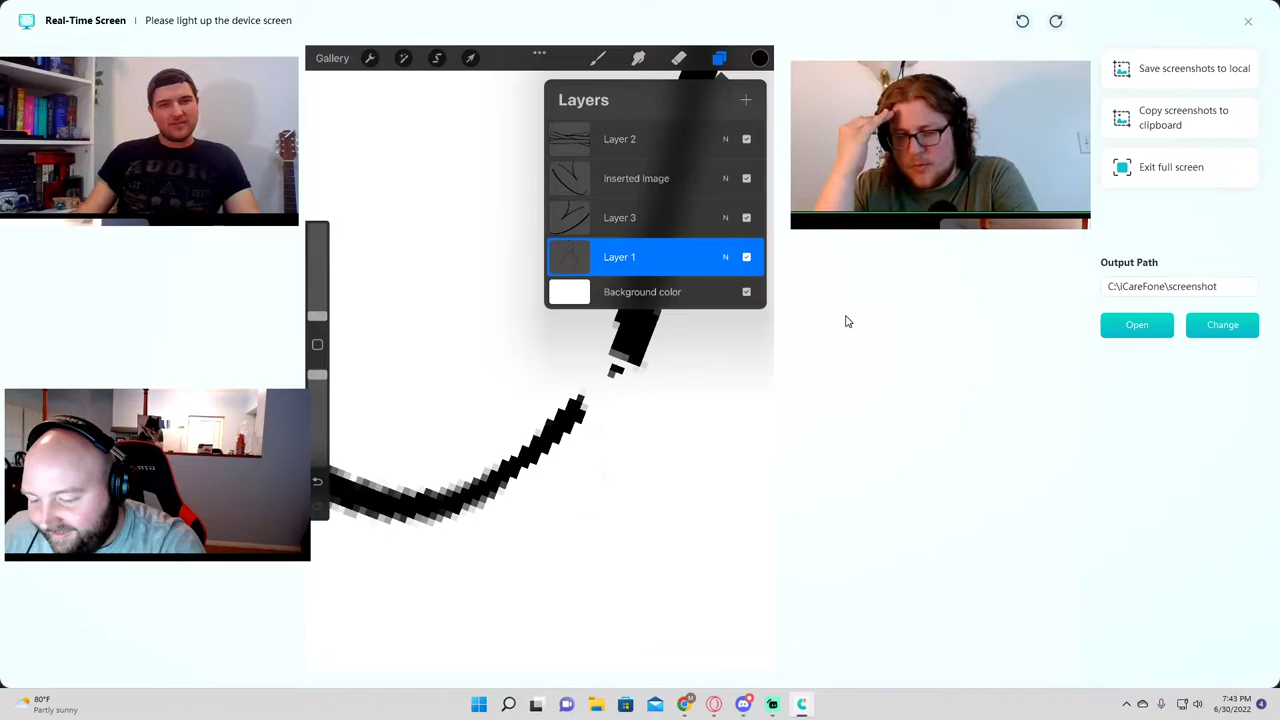 Real-Time Screen | Please light up the device screen
Gallery
Layers
Layer 2 N
Inserted Image N
Layer 3 N
Layer 1 N
Background color
AUDIO
Save screenshots to local
Copy screenshots to
clipboard
Exit full screen
Output Path
C:\iCareFone\screenshot
Open Change
80°F
Partly sunny
7:43 PM
6/30/2022
4